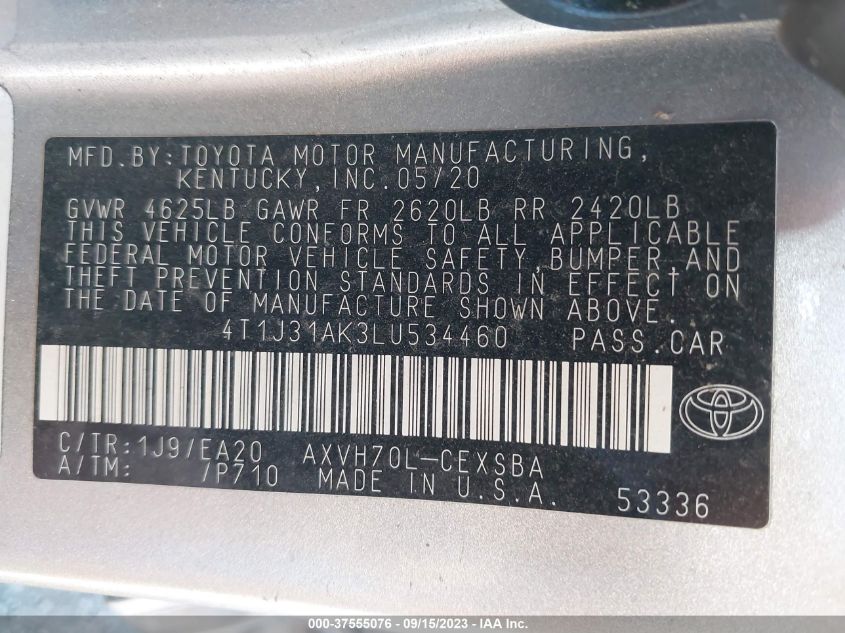 MFD. BY: TOYOTA MOTOR MANUFACTURING,
KENTUCKY, INC. 05/20
GVWR 4625LB GAWR FR 2620LB RR 2420LB
THIS VEHICLE CONFORMS TO ALL APPLICABLE
FEDERAL MOTOR VEHICLE SAFETY, BUMPER, AND
THEFT PREVENTION STANDARDS IN EFFECT ON
THE DATE OF MANUFACTURE SHOWN ABOVE.
4T1J31AK3LU534460 PASS. CAR
C/TR: 1J9/EA20 AXVH70L-CEXSBA
A/TM: /P710 MADE IN U.S.A. 53336
000-37555076 - 09/15/2023 - IAA Inc.